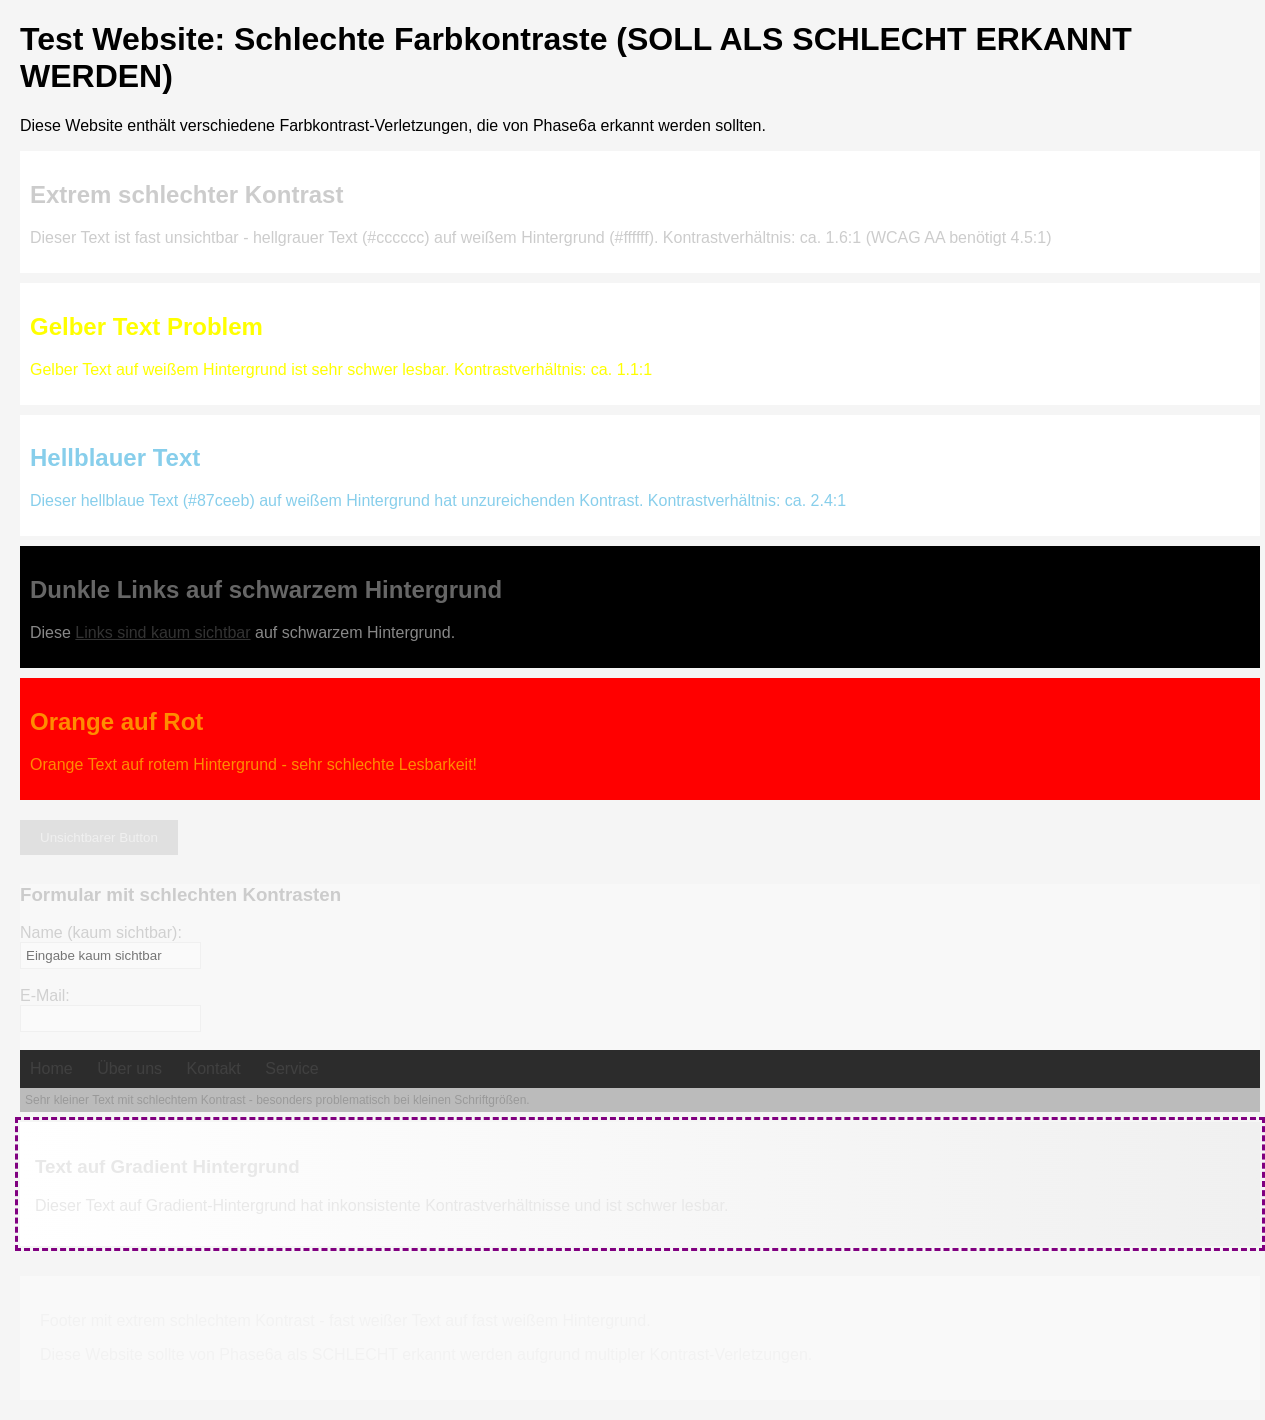 Test Website: Schlechte Farbkontraste (SOLL ALS SCHLECHT ERKANNT
WERDEN)
Diese Website enthält verschiedene Farbkontrast-Verletzungen, die von Phase6a erkannt werden sollten.
Extrem schlechter Kontrast
Dieser Text ist fast unsichtbar - hellgrauer Text (#cccccc) auf weißem Hintergrund (#ffffff). Kontrastverhältnis: ca. 1.6:1 (WCAG AA benötigt 4.5:1)
Gelber Text Problem
Gelber Text auf weißem Hintergrund ist sehr schwer lesbar. Kontrastverhältnis: ca. 1.1:1
Hellblauer Text
Dieser hellblaue Text (#87ceeb) auf weißem Hintergrund hat unzureichenden Kontrast. Kontrastverhältnis: ca. 2.4:1
Dunkle Links auf schwarzem Hintergrund
Diese Links sind kaum sichtbar auf schwarzem Hintergrund.
Orange auf Rot
Orange Text auf rotem Hintergrund - sehr schlechte Lesbarkeit!
Unsichtbarer Button
Formular mit schlechten Kontrasten
Name (kaum sichtbar):
Eingabe kaum sichtbar
E-Mail:
Home Über uns Kontakt Service
Sehr kleiner Text mit schlechtem Kontrast - besonders problematisch bei kleinen Schriftgrößen.
Text auf Gradient Hintergrund
Dieser Text auf Gradient-Hintergrund hat inkonsistente Kontrastverhältnisse und ist schwer lesbar.
Footer mit extrem schlechtem Kontrast - fast weißer Text auf fast weißem Hintergrund.
Diese Website sollte von Phase6a als SCHLECHT erkannt werden aufgrund multipler Kontrast-Verletzungen.